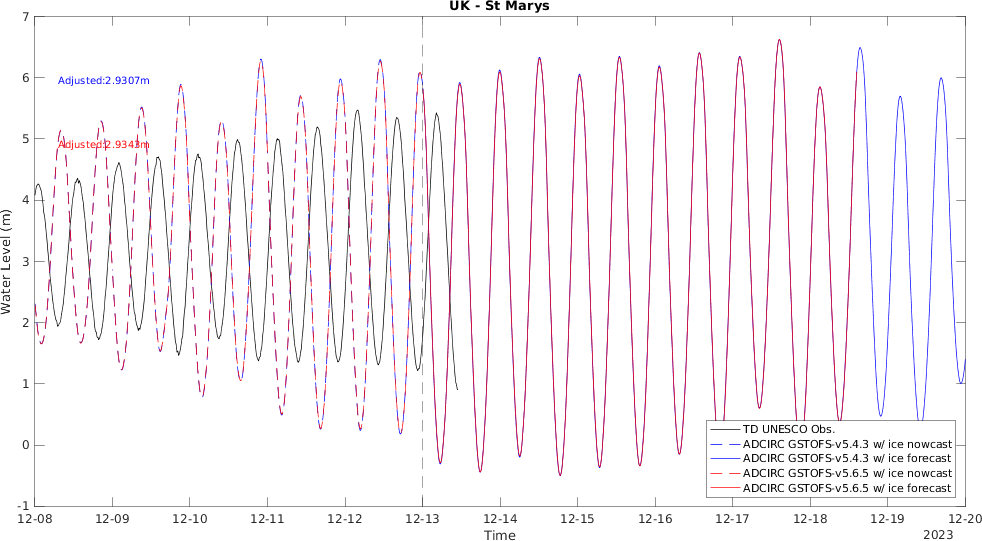 UK - St Marys
Water Level (m)
7
6
5
4
3
2
1
0
-1
Adjusted:2.9307m
Adjusted:2.9343m
TD UNESCO Obs.
ADCIRC GSTOFS-v5.4.3 w/ ice nowcast
ADCIRC GSTOFS-v5.4.3 w/ ice forecast
ADCIRC GSTOFS-v5.6.5 w/ ice nowcast
ADCIRC GSTOFS-v5.6.5 w/ ice forecast
12-08 12-09 12-10 12-11 12-12 12-13 12-14 12-15 12-16 12-17 12-18 12-19 12-20
Time
2023